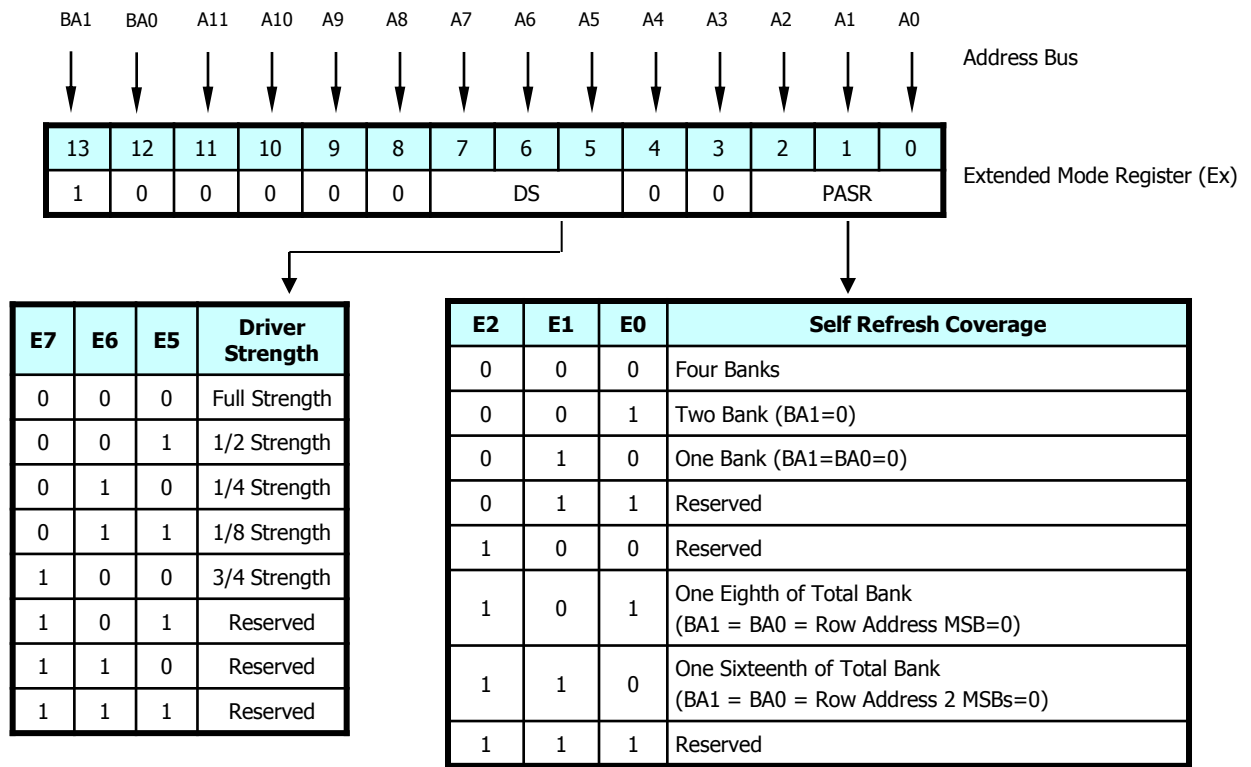 BA1 BA0 A11 A10 A9 A8 A7 A6 A5 A4 A3 A2 A1 A0
Address Bus
13 12 11 10 9 8 7 6 5 4 3 2 1 0
1 0 0 0 0 0 DS 0 0 PASR
Extended Mode Register (Ex)
E7 E6 E5 Driver
Strength
0 0 0 Full Strength
0 0 1 1/2 Strength
0 1 0 1/4 Strength
0 1 1 1/8 Strength
1 0 0 3/4 Strength
1 0 1 Reserved
1 1 0 Reserved
1 1 1 Reserved
E2 E1 E0 Self Refresh Coverage
0 0 0 Four Banks
0 0 1 Two Bank (BA1=0)
0 1 0 One Bank (BA1=BA0=0)
0 1 1 Reserved
1 0 0 Reserved
1 0 1 One Eighth of Total Bank
(BA1 = BA0 = Row Address MSB=0)
1 1 0 One Sixteenth of Total Bank
(BA1 = BA0 = Row Address 2 MSBs=0)
1 1 1 Reserved